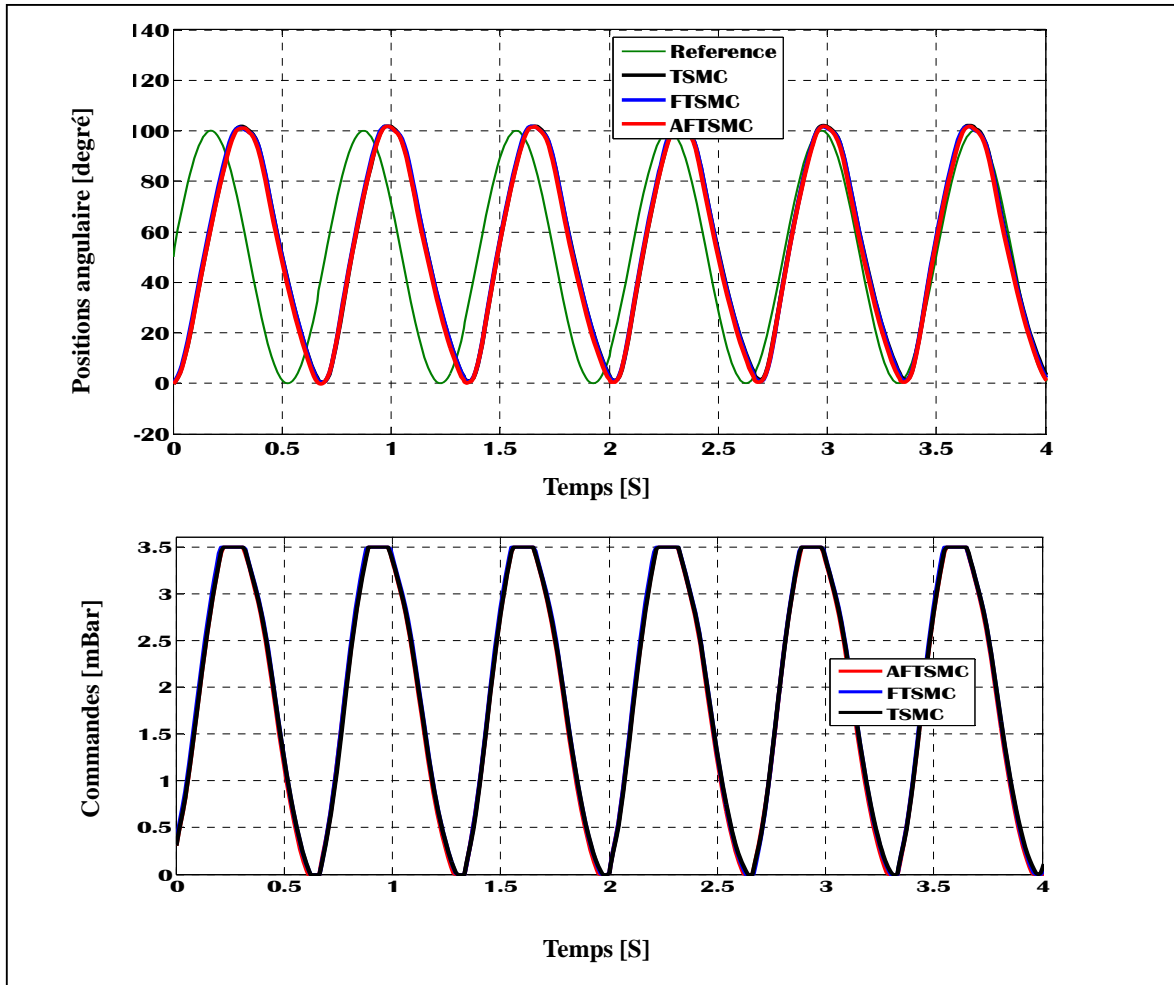 140
120
100
80
60
40
20
0
-20
Positions angulaire [degré]
Reference
TSMC
FTSMC
AFTSMC
0 0.5 1 1.5 2 2.5 3 3.5 4
Temps [S]
3.5
3
2.5
2
1.5
1
0.5
0
Commandes [mBar]
AFTSMC
FTSMC
TSMC
0 0.5 1 1.5 2 2.5 3 3.5 4
Temps [S]